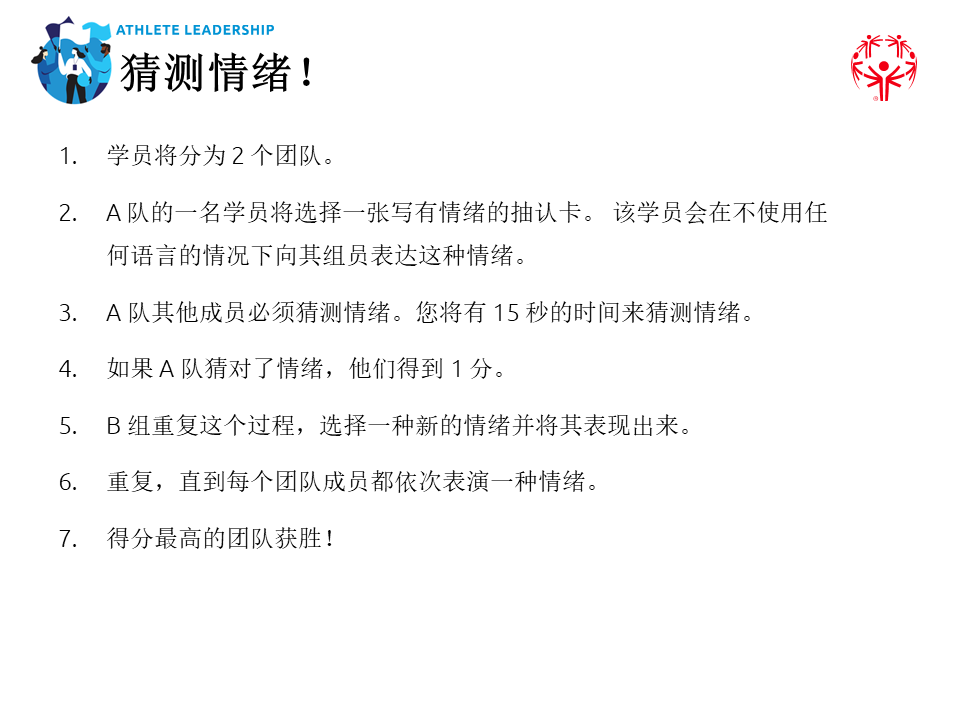 ATHLETE LEADERSHIP
猜测情绪！
1. 学员将分为 2 个团队。
2. A 队的一名学员将选择一张写有情绪的抽认卡。 该学员会在不使用任
何语言的情况下向其组员表达这种情绪。
3. A 队其他成员必须猜测情绪。您将有 15 秒的时间来猜测情绪。
4. 如果 A 队猜对了情绪，他们得到 1 分。
5. B 组重复这个过程，选择一种新的情绪并将其表现出来。
6. 重复，直到每个团队成员都依次表演一种情绪。
7. 得分最高的团队获胜！